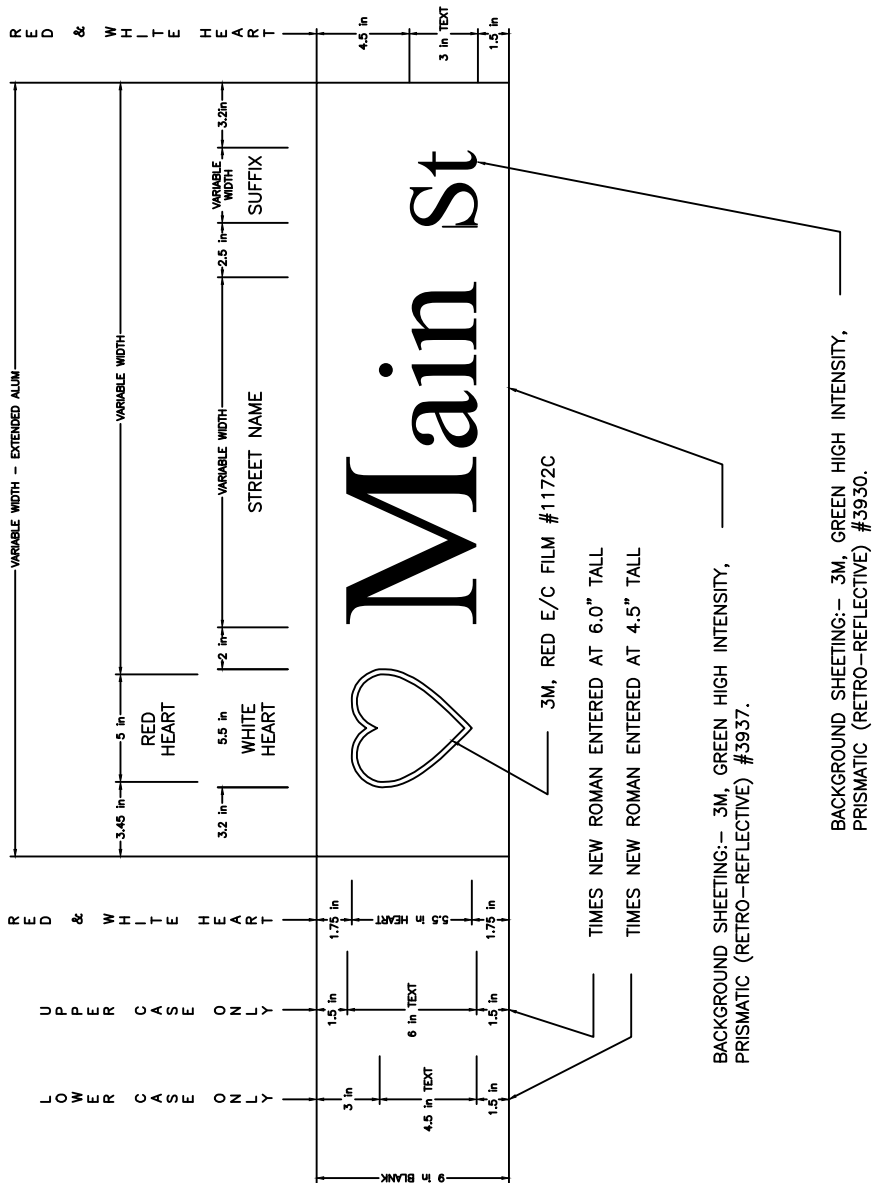 VARIABLE WIDTH - EXTENDED ALUM
3.45 in
5 in
VARIABLE WIDTH
RED
HEART
3.2 in
5.5 in
2 in
VARIABLE WIDTH
2.5 in
VARIABLE
WIDTH
3.2in
WHITE
HEART
STREET NAME
SUFFIX
LOWER CASE ONLY
UPPER CASE ONLY
RED & WHITE HEART
RED & WHITE HEART
9 in BLANK
3 in
4.5 in TEXT
1.5 in
1.5 in
6 in TEXT
1.5 in
1.75 in
5.5 in HEART
1.75 in
Main St
4.5 in
3 in TEXT
1.5 in
3M, RED E/C FILM #1172C
TIMES NEW ROMAN ENTERED AT 6.0" TALL
TIMES NEW ROMAN ENTERED AT 4.5" TALL
BACKGROUND SHEETING:- 3M, GREEN HIGH INTENSITY,
PRISMATIC (RETRO-REFLECTIVE) #3937.
BACKGROUND SHEETING:- 3M, GREEN HIGH INTENSITY,
PRISMATIC (RETRO-REFLECTIVE) #3930.